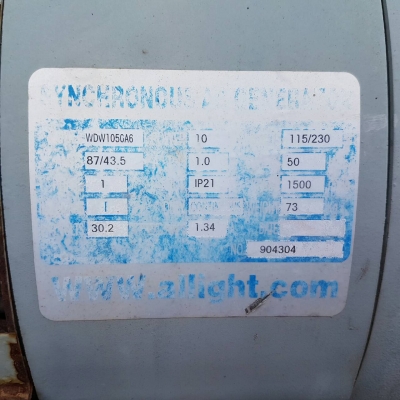 SYNCHRONOUS AC GENERATOR
WDW105GA6 10 115/230
87/43.5 1.0 50
1 IP21 1500
I 73
30.2 1.34
904304
www.allight.com